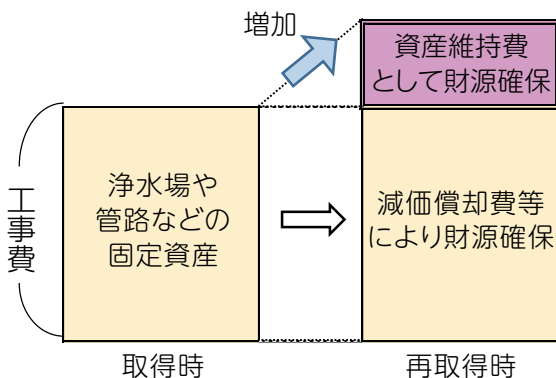 増加
資産維持費
として財源確保
工事費
浄水場や
管路などの
固定資産
減価償却費等
により財源確保
取得時
再取得時